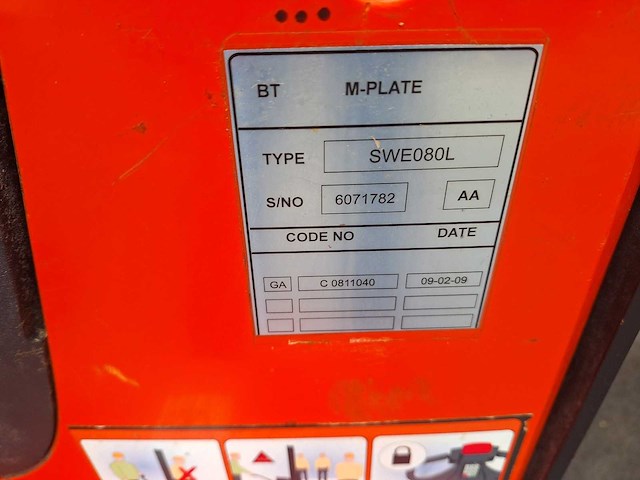 BT M-PLATE
TYPE SWE080L
S/NO 6071782 AA
CODE NO DATE
GA C 0811040 09-02-09